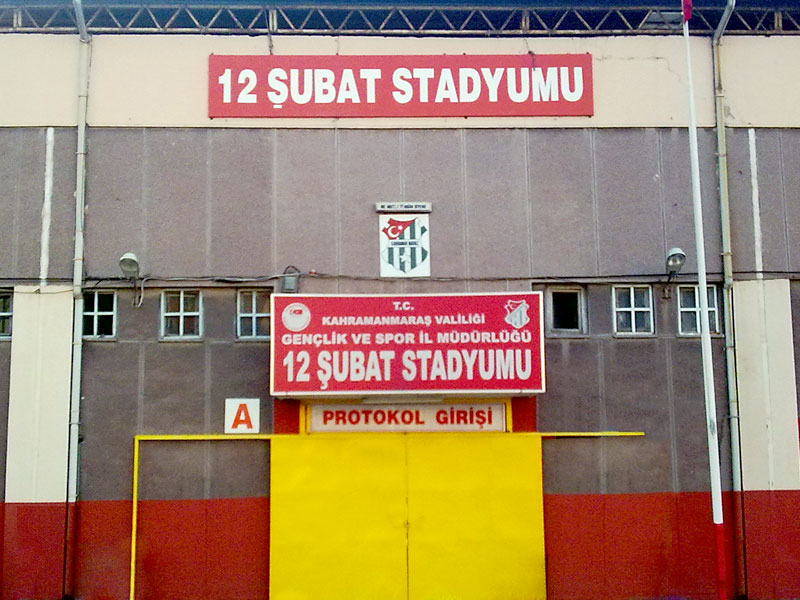 12 ŞUBAT STADYUMU
T.C.
KAHRAMANMARAŞ VALİLİĞİ
GENÇLİK VE SPOR İL MÜDÜRLÜĞÜ
12 ŞUBAT STADYUMU
A
PROTOKOL GİRİŞİ